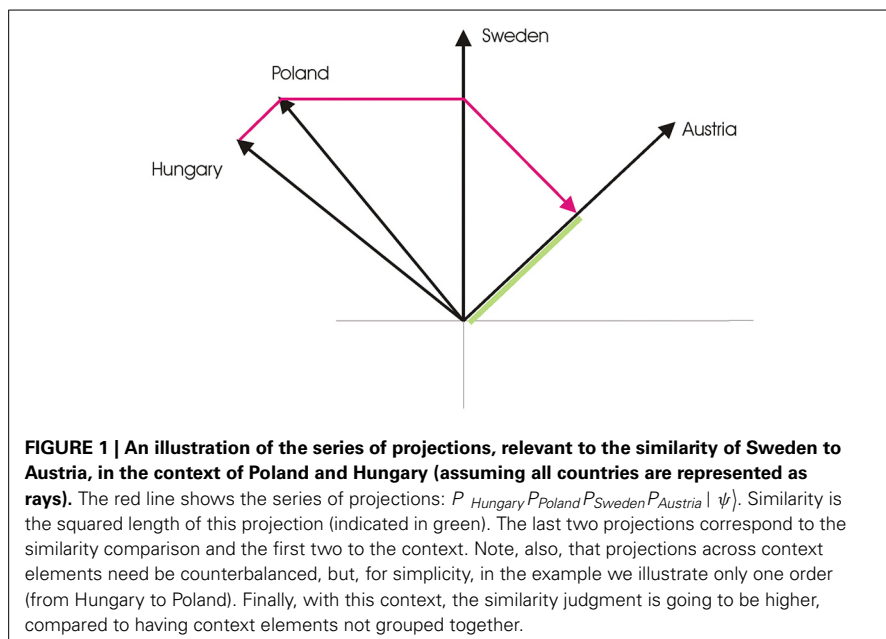 Sweden
Poland
Austria
Hungary
FIGURE 1 | An illustration of the series of projections, relevant to the similarity of Sweden to
Austria, in the context of Poland and Hungary (assuming all countries are represented as
rays). The red line shows the series of projections: P Hungary P Poland P Sweden P Austria | ψ⟩. Similarity is
the squared length of this projection (indicated in green). The last two projections correspond to the
similarity comparison and the first two to the context. Note, also, that projections across context
elements need be counterbalanced, but, for simplicity, in the example we illustrate only one order
(from Hungary to Poland). Finally, with this context, the similarity judgment is going to be higher,
compared to having context elements not grouped together.